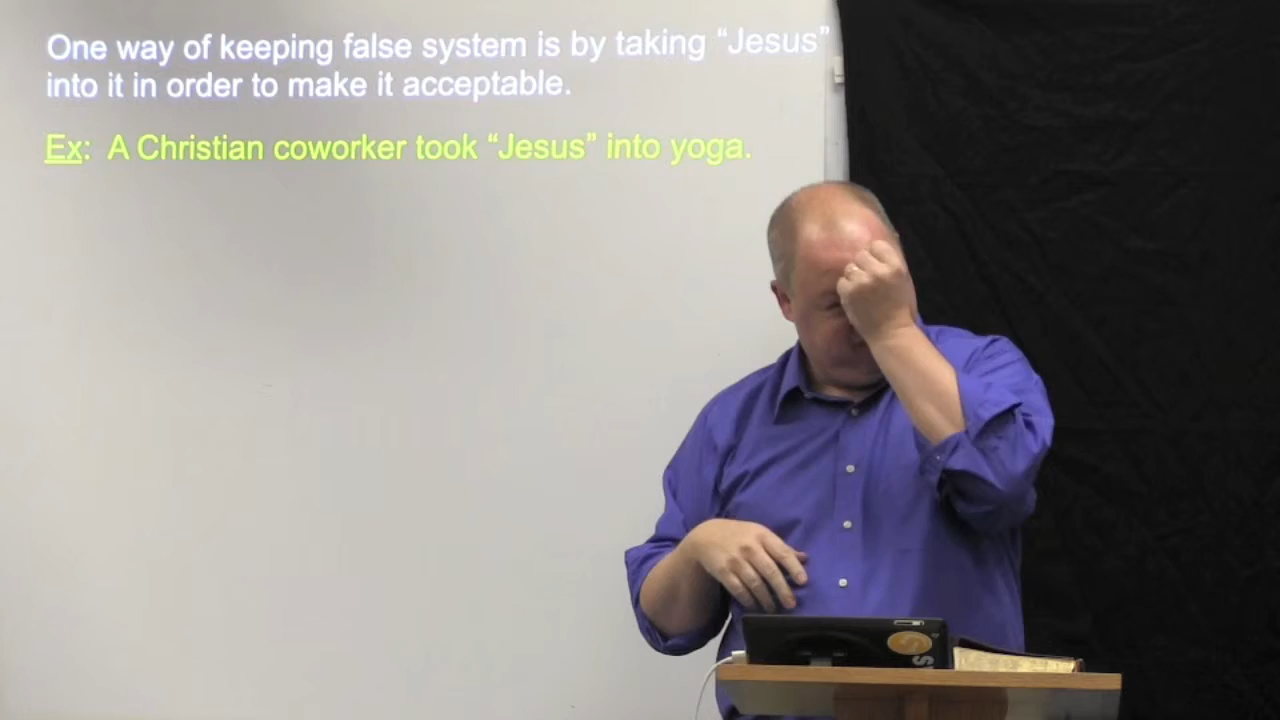 One way of keeping false system is by taking “Jesus”
into it in order to make it acceptable.
Ex: A Christian coworker took “Jesus” into yoga.